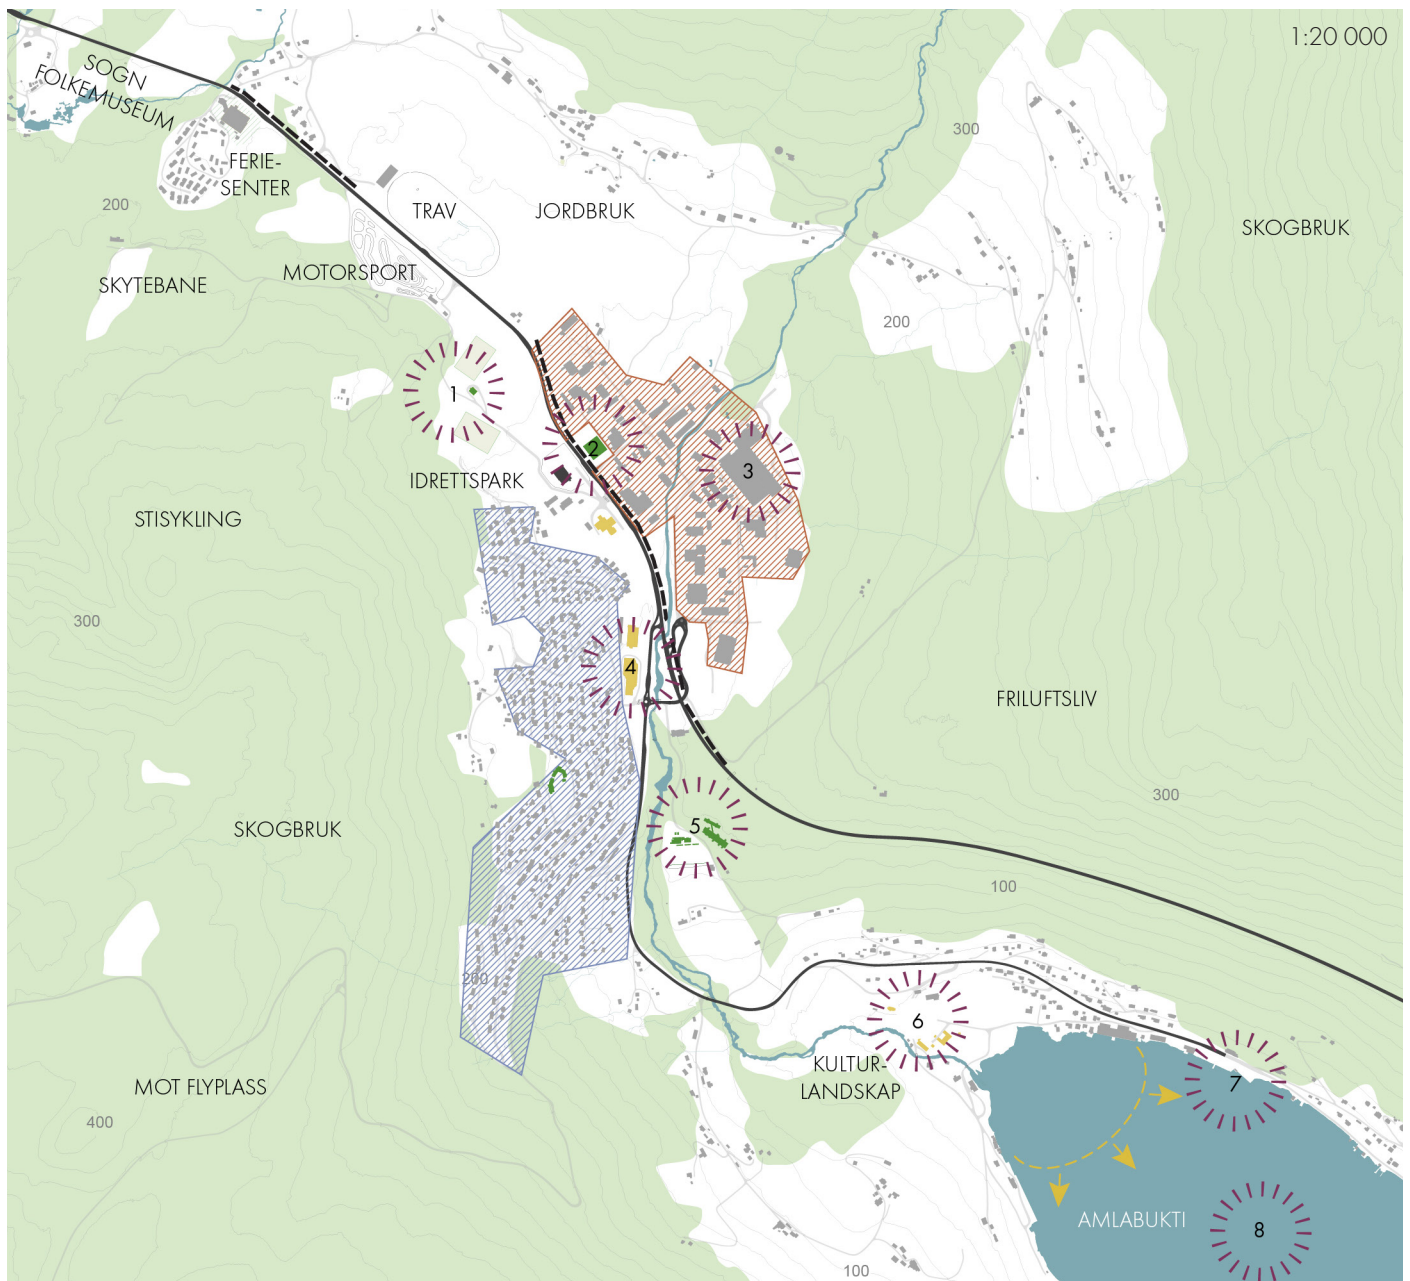 1:20 000
SOGN
FOLKEMUSEUM
300
FERIE-
SENTER
200
TRAV
JORDBRUK
SKOGBRUK
MOTORSPORT
SKYTEBANE
200
1
2
3
IDRETTSPARK
STISYKLING
300
4
FRILUFTSLIV
300
5
SKOGBRUK
100
200
6
KULTUR-
LANDSKAP
7
MOT FLYPLASS
400
AMLABUKTI
8
100